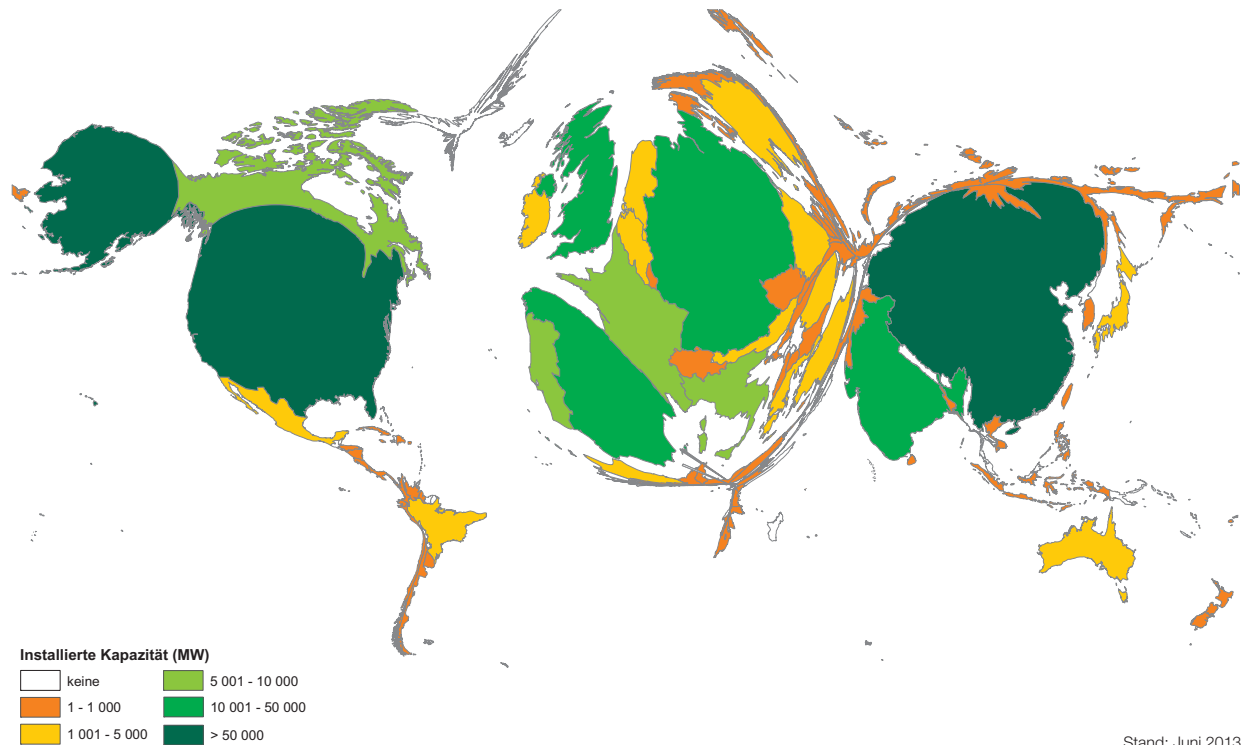 Installierte Kapazität (MW)
keine
1 - 1 000
1 001 - 5 000
5 001 - 10 000
10 001 - 50 000
> 50 000
Stand: Juni 2013